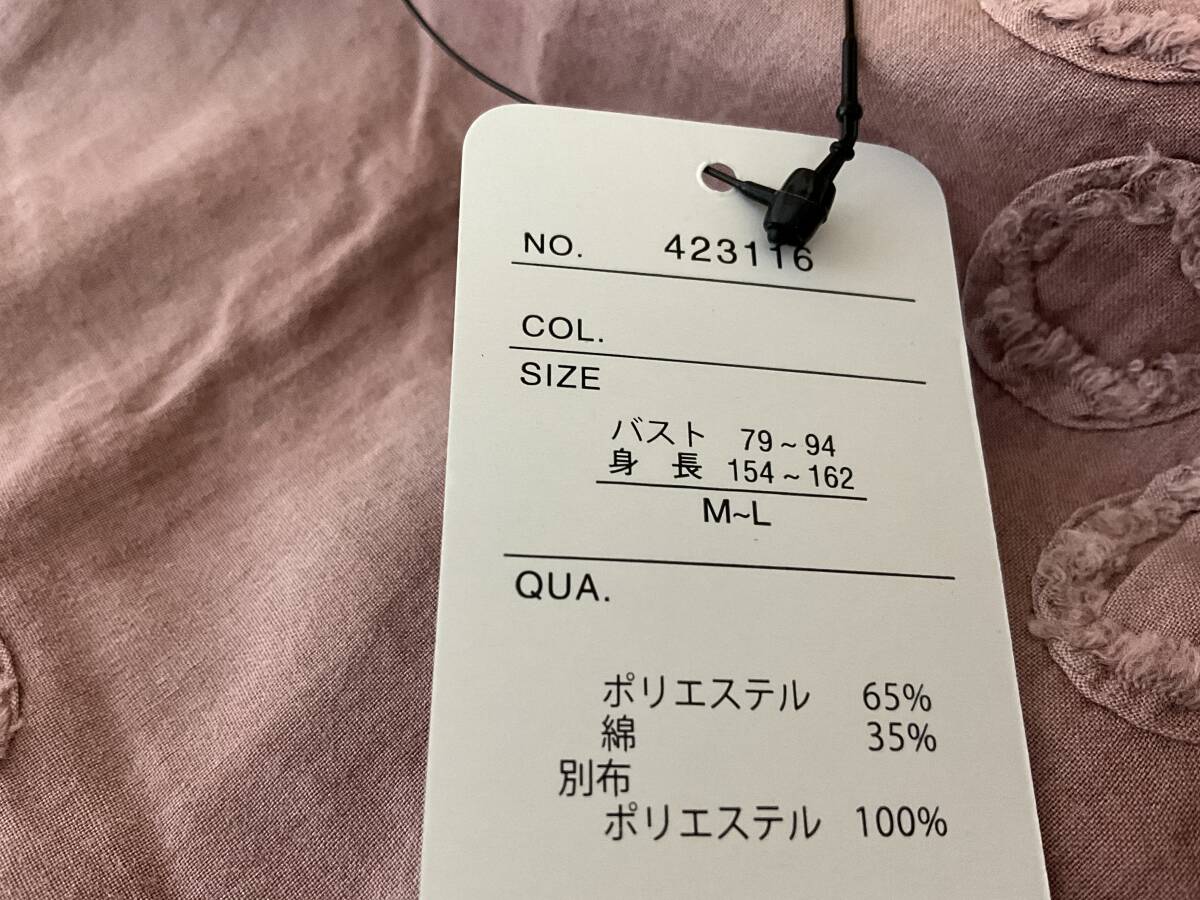 NO. 423116
COL.
SIZE
バスト 79~94
身 長 154~162
M~L
QUA.
ポリエステル 65%
綿 35%
別布
ポリエステル 100%